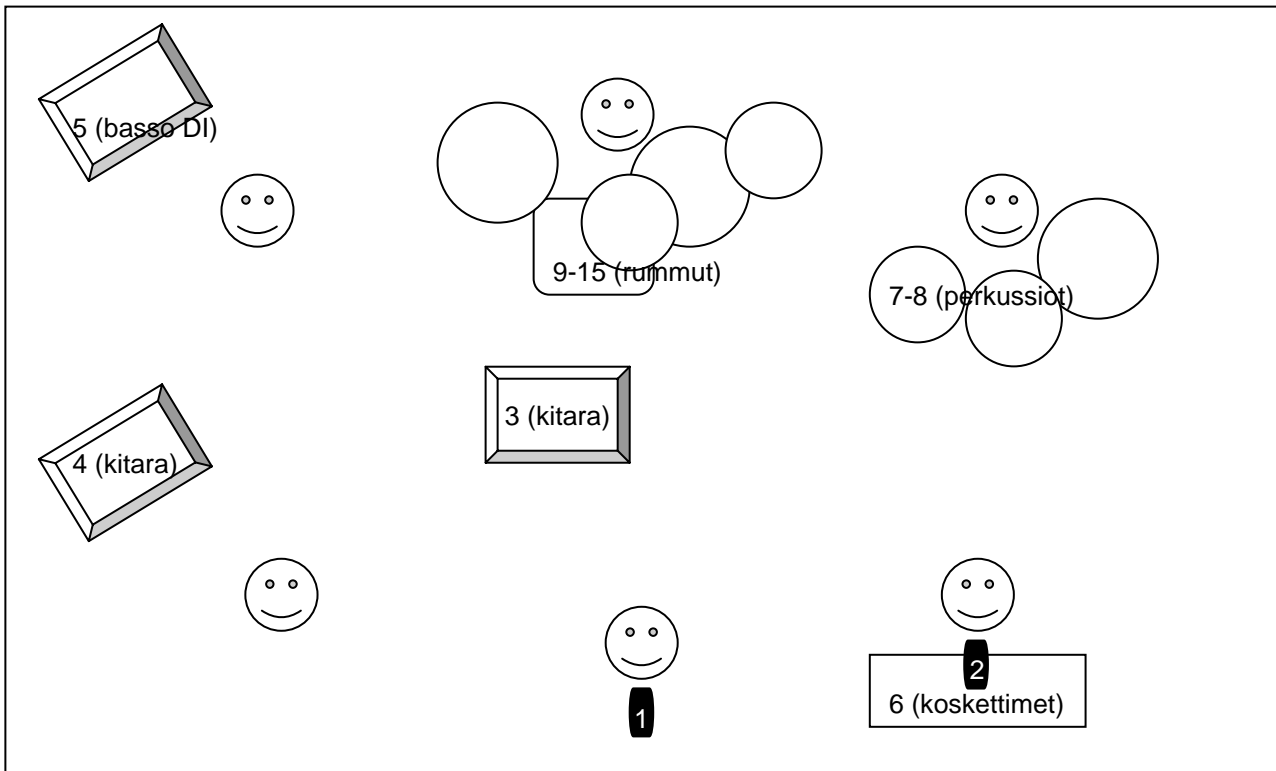 5 (basso DI)
9-15 (rummut)
7-8 (perkussiot)
3 (kitara)
4 (kitara)
2
6 (koskettimet)
1